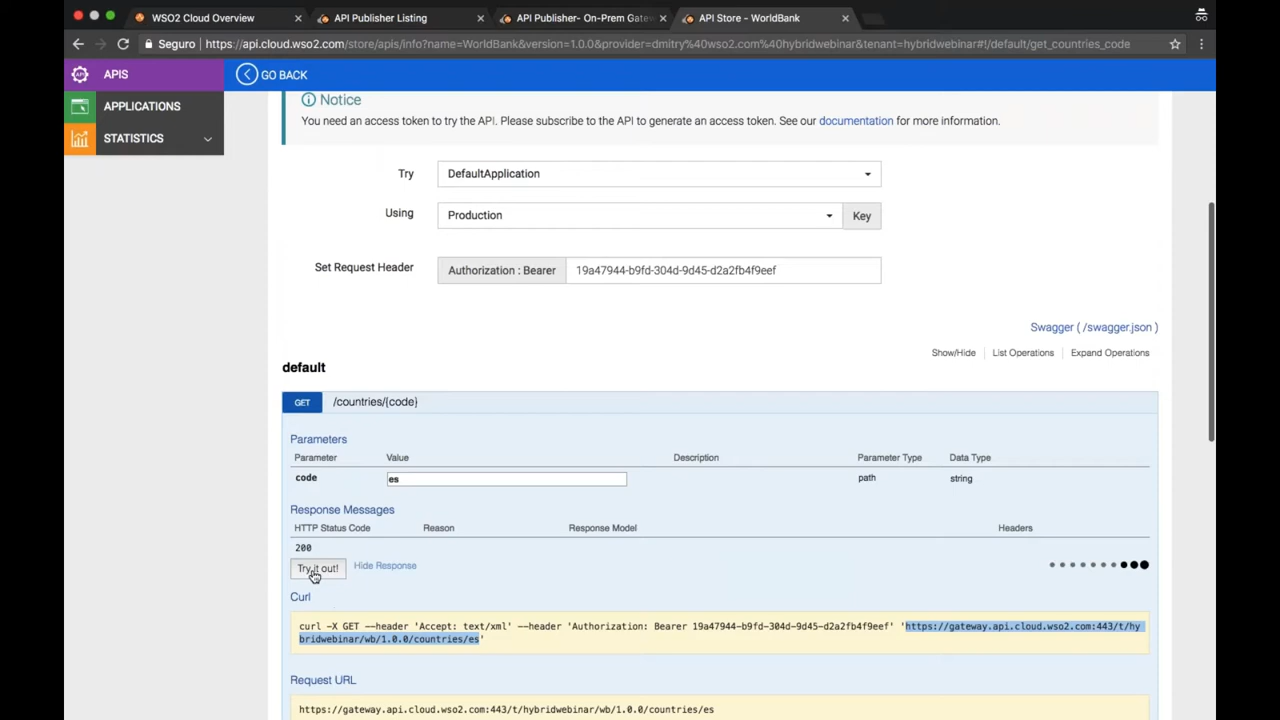 WSO2 Cloud Overview
API Publisher Listing
API Publisher- On-Prem Gatew
API Store - WorldBank
Seguro
https://api.cloud.wso2.com/store/apis/info?name=WorldBank&version=1.0.0&provider=dmitry%40wso2.com%40hybridwebinar&tenant=hybridwebinar#!/default/get_countries_code
APIS
GO BACK
APPLICATIONS
STATISTICS
Notice
You need an access token to try the API. Please subscribe to the API to generate an access token. See our documentation for more information.
Try
DefaultApplication
Using
Production
Key
Set Request Header
Authorization : Bearer
19a47944-b9fd-304d-9d45-d2a2fb4f9eef
Swagger ( /swagger.json )
Show/Hide
List Operations
Expand Operations
default
GET
/countries/{code}
Parameters
Parameter Value Description Parameter Type Data Type
code es path string
Response Messages
HTTP Status Code Reason Response Model Headers
200
Try it out!
Hide Response
Curl
curl -X GET --header 'Accept: text/xml' --header 'Authorization: Bearer 19a47944-b9fd-304d-9d45-d2a2fb4f9eef' 'https://gateway.api.cloud.wso2.com:443/t/hy
bridwebinar/wb/1.0.0/countries/es'
Request URL
https://gateway.api.cloud.wso2.com:443/t/hybridwebinar/wb/1.0.0/countries/es